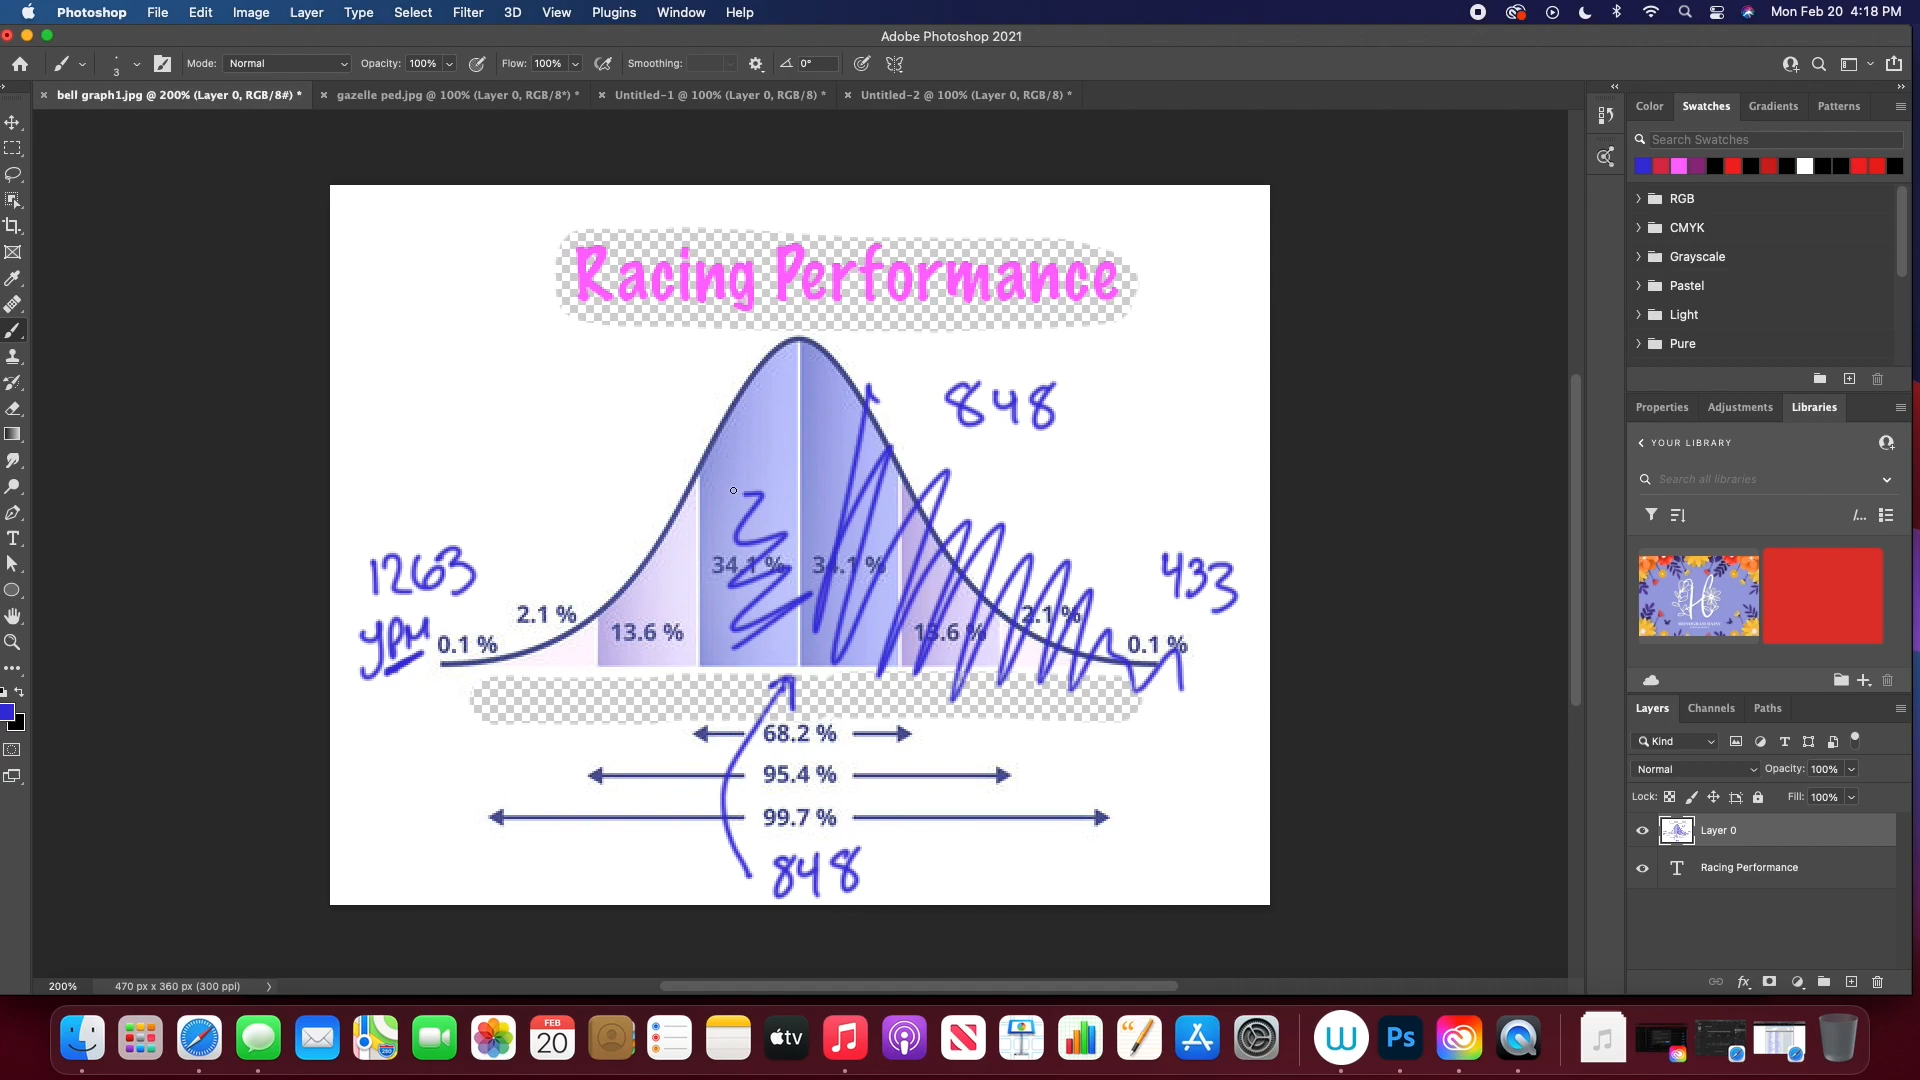 Photoshop File Edit Image Layer Type Select Filter 3D View Plugins Window Help Mon Feb 20 4:18 PM
Adobe Photoshop 2021
3 Mode: Normal Opacity: 100% Flow: 100% Smoothing: 0°
bell graph1.jpg @ 200% (Layer 0, RGB/8#) * gazelle ped.jpg @ 100% (Layer 0, RGB/8*) * Untitled-1 @ 100% (Layer 0, RGB/8) * Untitled-2 @ 100% (Layer 0, RGB/8) *
Color Swatches Gradients Patterns
Search Swatches
RGB
CMYK
Grayscale
Pastel
Light
Pure
Properties Adjustments Libraries
YOUR LIBRARY
Search all libraries
H
Layers Channels Paths
Kind
Normal Opacity: 100%
Lock: Fill: 100%
Layer 0
Racing Performance
Racing Performance
848
1263
YPM
433
34.1 % 34.1 %
2.1 % 2.1 %
13.6 % 13.6 %
0.1 % 0.1 %
68.2 %
95.4 %
99.7 %
848
200% 470 px x 360 px (300 ppi)
FEB
20
tv
W
Ps